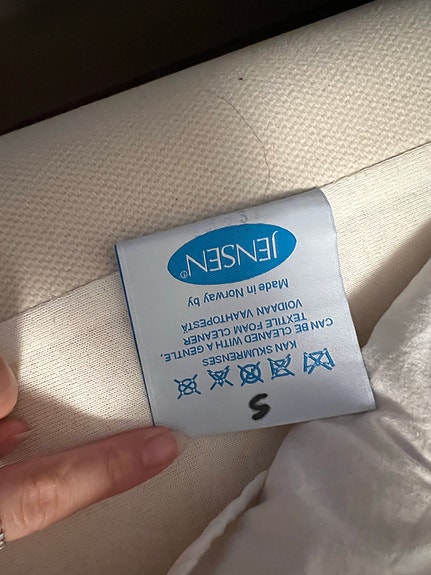 S
KAN SKUMRENSES
CAN BE CLEANED WITH A GENTLE.
TEXTILE FOAM CLEANER
VOIDAAN VAAHTOPESTÄ
Made in Norway by
JENSEN®